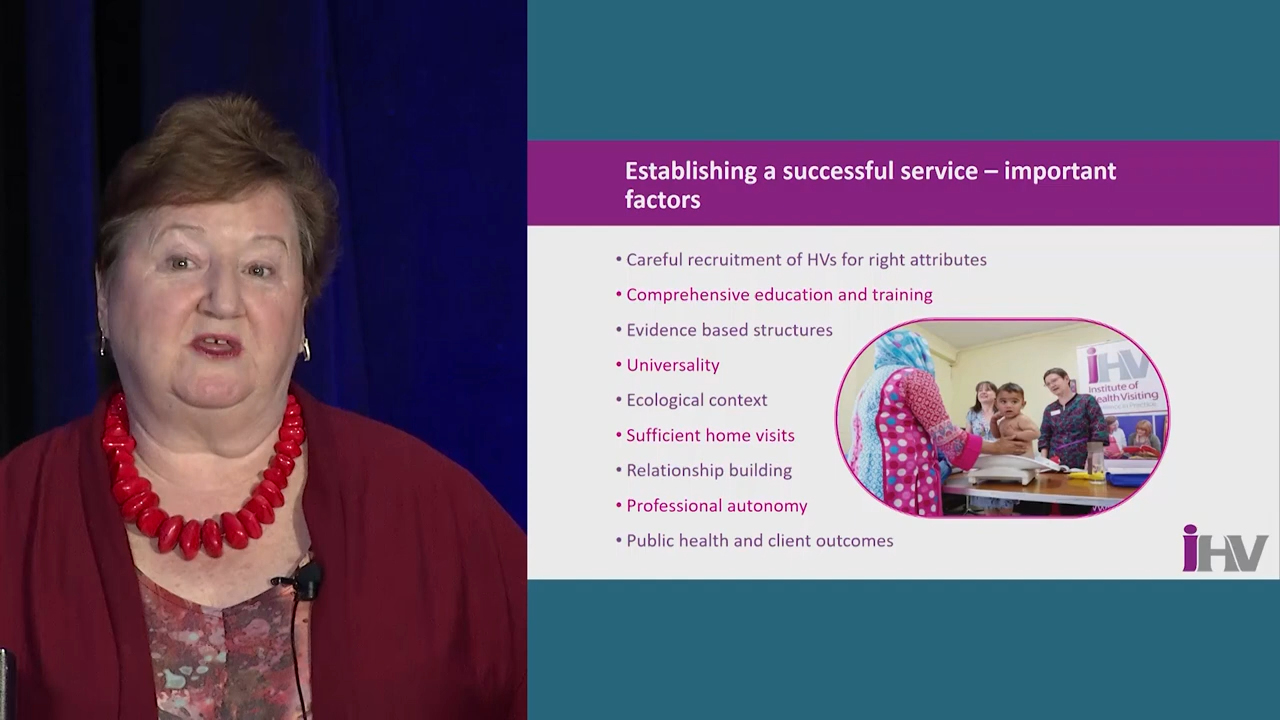 Establishing a successful service – important
factors
• Careful recruitment of HVs for right attributes
• Comprehensive education and training
• Evidence based structures
• Universality
• Ecological context
• Sufficient home visits
• Relationship building
• Professional autonomy
• Public health and client outcomes
iHV
Institute of
Health Visiting
iHV